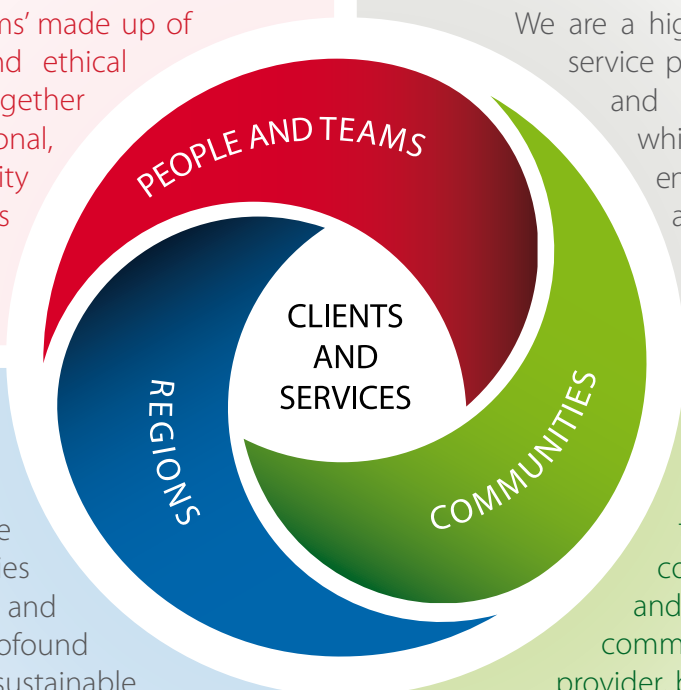 ms’ made up of
nd ethical
gether
onal,
ity
s
We are a hig
service p
and
whi
en
a
PEOPLE AND TEAMS
CLIENTS
AND
SERVICES
REGIONS
COMMUNITIES
e
es
and
ofound
sustainable
co
and
comm
provider b